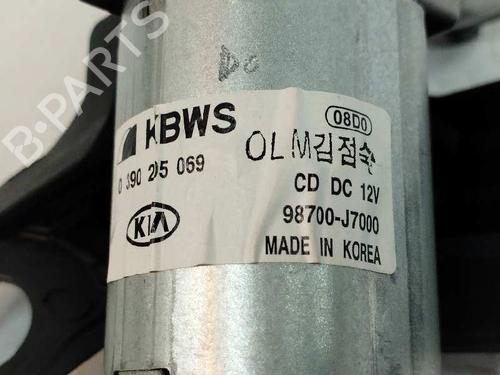 B-PARTS
KBWS
08D0
0 390 205 069
OLM김점숙
CD DC 12V
KIA
98700-J7000
MADE IN KOREA